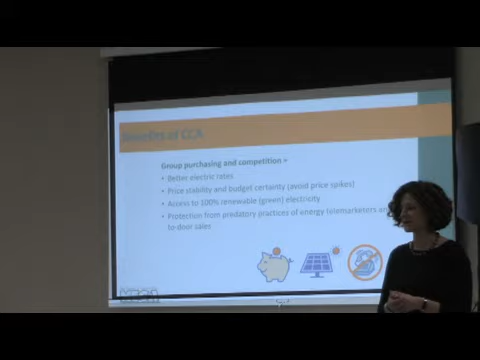 Benefits of CCA
Group purchasing and competition =
• Better electric rates
• Price stability and budget certainty (avoid price spikes)
• Access to 100% renewable (green) electricity
• Protection from predatory practices of energy telemarketers an
to-door sales